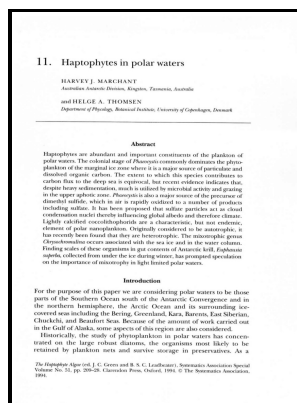 11. Haptophytes in polar waters
HARVEY J. MARCHANT
Australian Antarctic Division, Kingston, Tasmania, Australia
and HELGE A. THOMSEN
Department of Phycology, Botanical Institute, University of Copenhagen, Denmark
Abstract
Haptophytes are abundant and important constituents of the plankton of
polar waters. The colonial stage of Phaeocystis commonly dominates the phyto-
plankton of the marginal ice zone where it is a major source of particulate and
dissolved organic carbon. The extent to which this species contributes to
carbon flux to the deep sea is equivocal, but recent evidence indicates that,
despite heavy sedimentation, much is utilized by microbial activity and grazing
in the upper aphotic zone. Phaeocystis is also a major source of the precursor of
dimethyl sulfide, which in air is rapidly oxidized to a number of products
including sulfate. It has been proposed that sulfate particles act as cloud
condensation nuclei thereby influencing global albedo and therefore climate.
Lightly calcified coccolithophorids are a characteristic, but not endemic,
element of polar nanoplankton. Originally considered to be autotrophic, it
has recently been found that they are heterotrophic. The mixotrophic genus
Chrysochromulina occurs associated with the sea ice and in the water column.
Finding scales of these organisms in gut contents of Antarctic krill, Euphausia
superba, collected from under the ice during winter, has prompted speculation
on the importance of mixotrophy in light limited polar waters.
Introduction
For the purpose of this paper we are considering polar waters to be those
parts of the Southern Ocean south of the Antarctic Convergence and in
the northern hemisphere, the Arctic Ocean and its surrounding ice-
covered seas including the Bering, Greenland, Kara, Barents, East Siberian,
Chuckchi, and Beaufort Seas. Because of the amount of work carried out
in the Gulf of Alaska, some aspects of this region are also considered.
Historically, the study of phytoplankton in polar waters has concen-
trated on the large robust diatoms, the organisms most likely to be
retained by plankton nets and survive storage in preservatives. As a
The Haptophyte Algae (ed. J. C. Green and B. S. C. Leadbeater), Systematics Association Special
Volume No. 51, pp. 209–28. Clarendon Press, Oxford, 1994. © The Systematics Association,
1994.